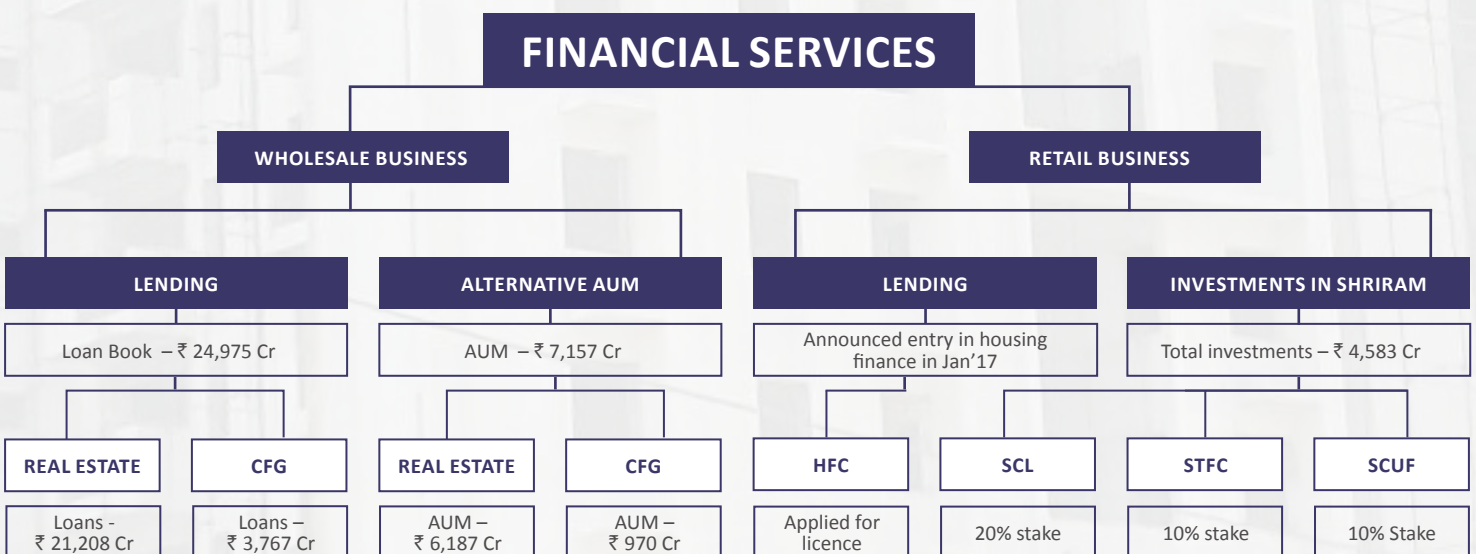 FINANCIAL SERVICES
WHOLESALE BUSINESS
RETAIL BUSINESS
LENDING
ALTERNATIVE AUM
LENDING
INVESTMENTS IN SHRIRAM
Loan Book – ₹ 24,975 Cr
AUM – ₹ 7,157 Cr
Announced entry in housing
finance in Jan’17
Total investments – ₹ 4,583 Cr
REAL ESTATE
CFG
REAL ESTATE
CFG
HFC
SCL
STFC
SCUF
Loans -
₹ 21,208 Cr
Loans –
₹ 3,767 Cr
AUM –
₹ 6,187 Cr
AUM –
₹ 970 Cr
Applied for
licence
20% stake
10% stake
10% Stake